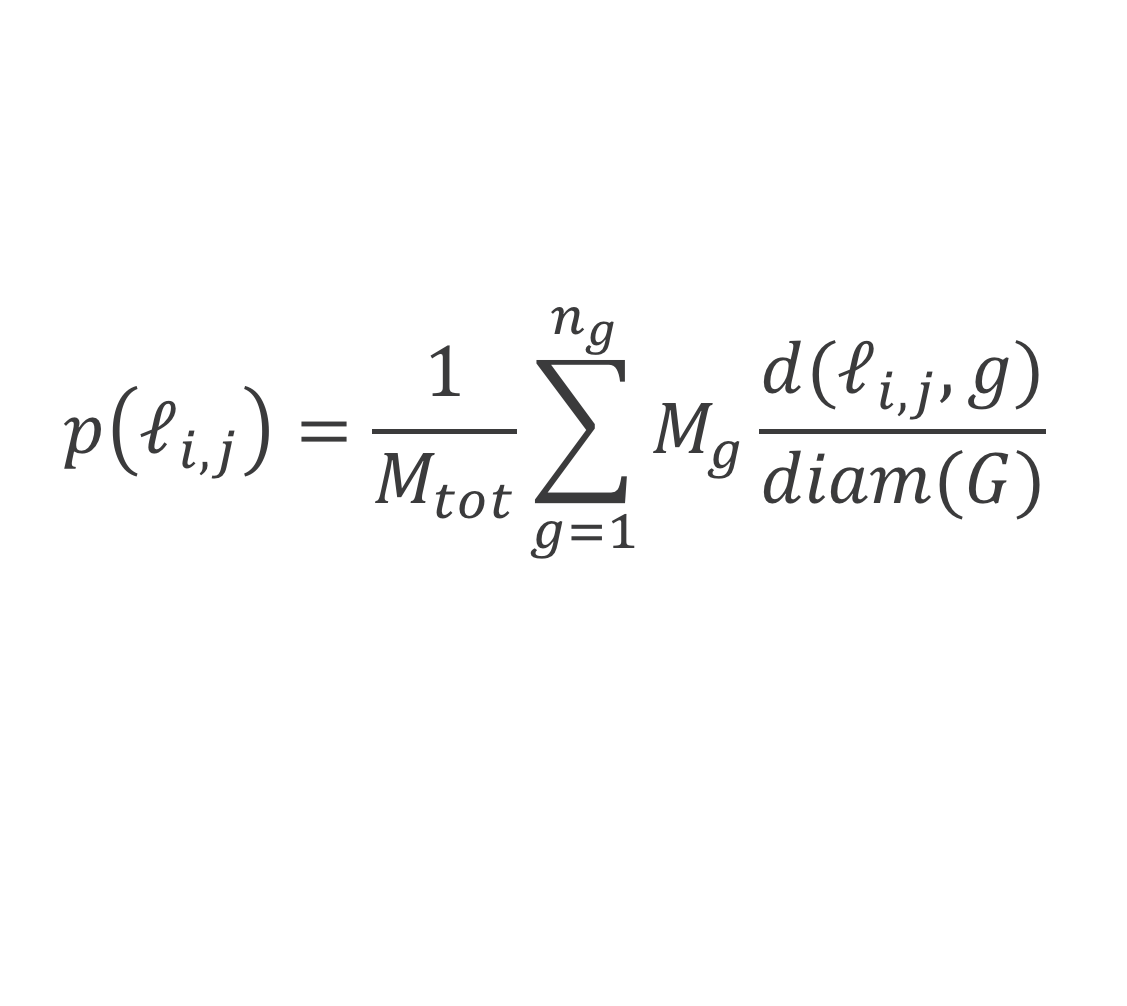 p(ℓ_{i,j}) = \frac{1}{M_{tot}} \sum_{g=1}^{n_g} M_g \frac{d(ℓ_{i,j}, g)}{diam(G)}